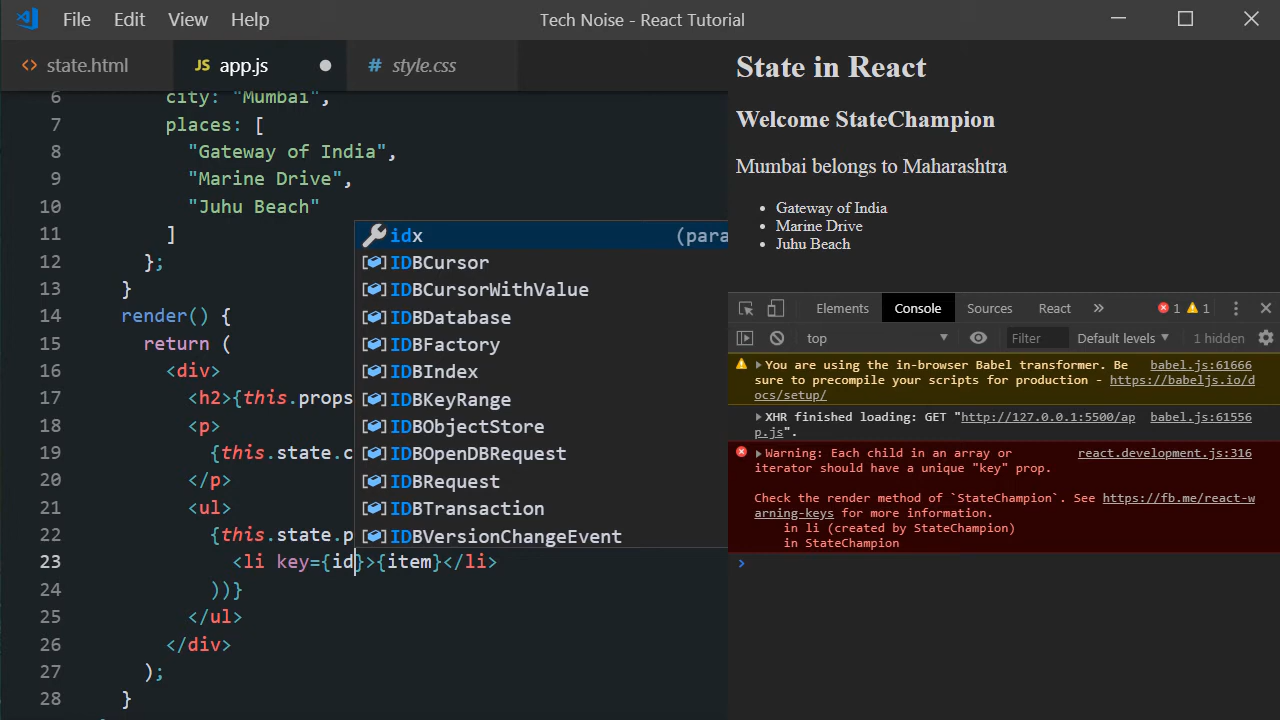 File Edit View Help
Tech Noise - React Tutorial
state.html
JS app.js
# style.css
6 city: "Mumbai",
7 places: [
8 "Gateway of India",
9 "Marine Drive",
10 "Juhu Beach"
11 ]
12 };
13 }
14 render() {
15 return (
16 <div>
17 <h2>{this.props
18 <p>
19 {this.state.c
20 </p>
21 <ul>
22 {this.state.p
23 <li key={id}>{item}</li>
24 ))}
25 </ul>
26 </div>
27 );
28 }
idx (para
IDBCursor
IDBCursorWithValue
IDBDatabase
IDBFactory
IDBIndex
IDBKeyRange
IDBObjectStore
IDBOpenDBRequest
IDBRequest
IDBTransaction
IDBVersionChangeEvent
State in React
Welcome StateChampion
Mumbai belongs to Maharashtra
Gateway of India
Marine Drive
Juhu Beach
Elements Console Sources React » 1 1
top Filter Default levels 1 hidden
You are using the in-browser Babel transformer. Be babel.js:61666
sure to precompile your scripts for production - https://babeljs.io/d
ocs/setup/
XHR finished loading: GET "http://127.0.0.1:5500/ap babel.js:61556
p.js".
Warning: Each child in an array or react.development.js:316
iterator should have a unique "key" prop.
Check the render method of `StateChampion`. See https://fb.me/react-w
arning-keys for more information.
in li (created by StateChampion)
in StateChampion